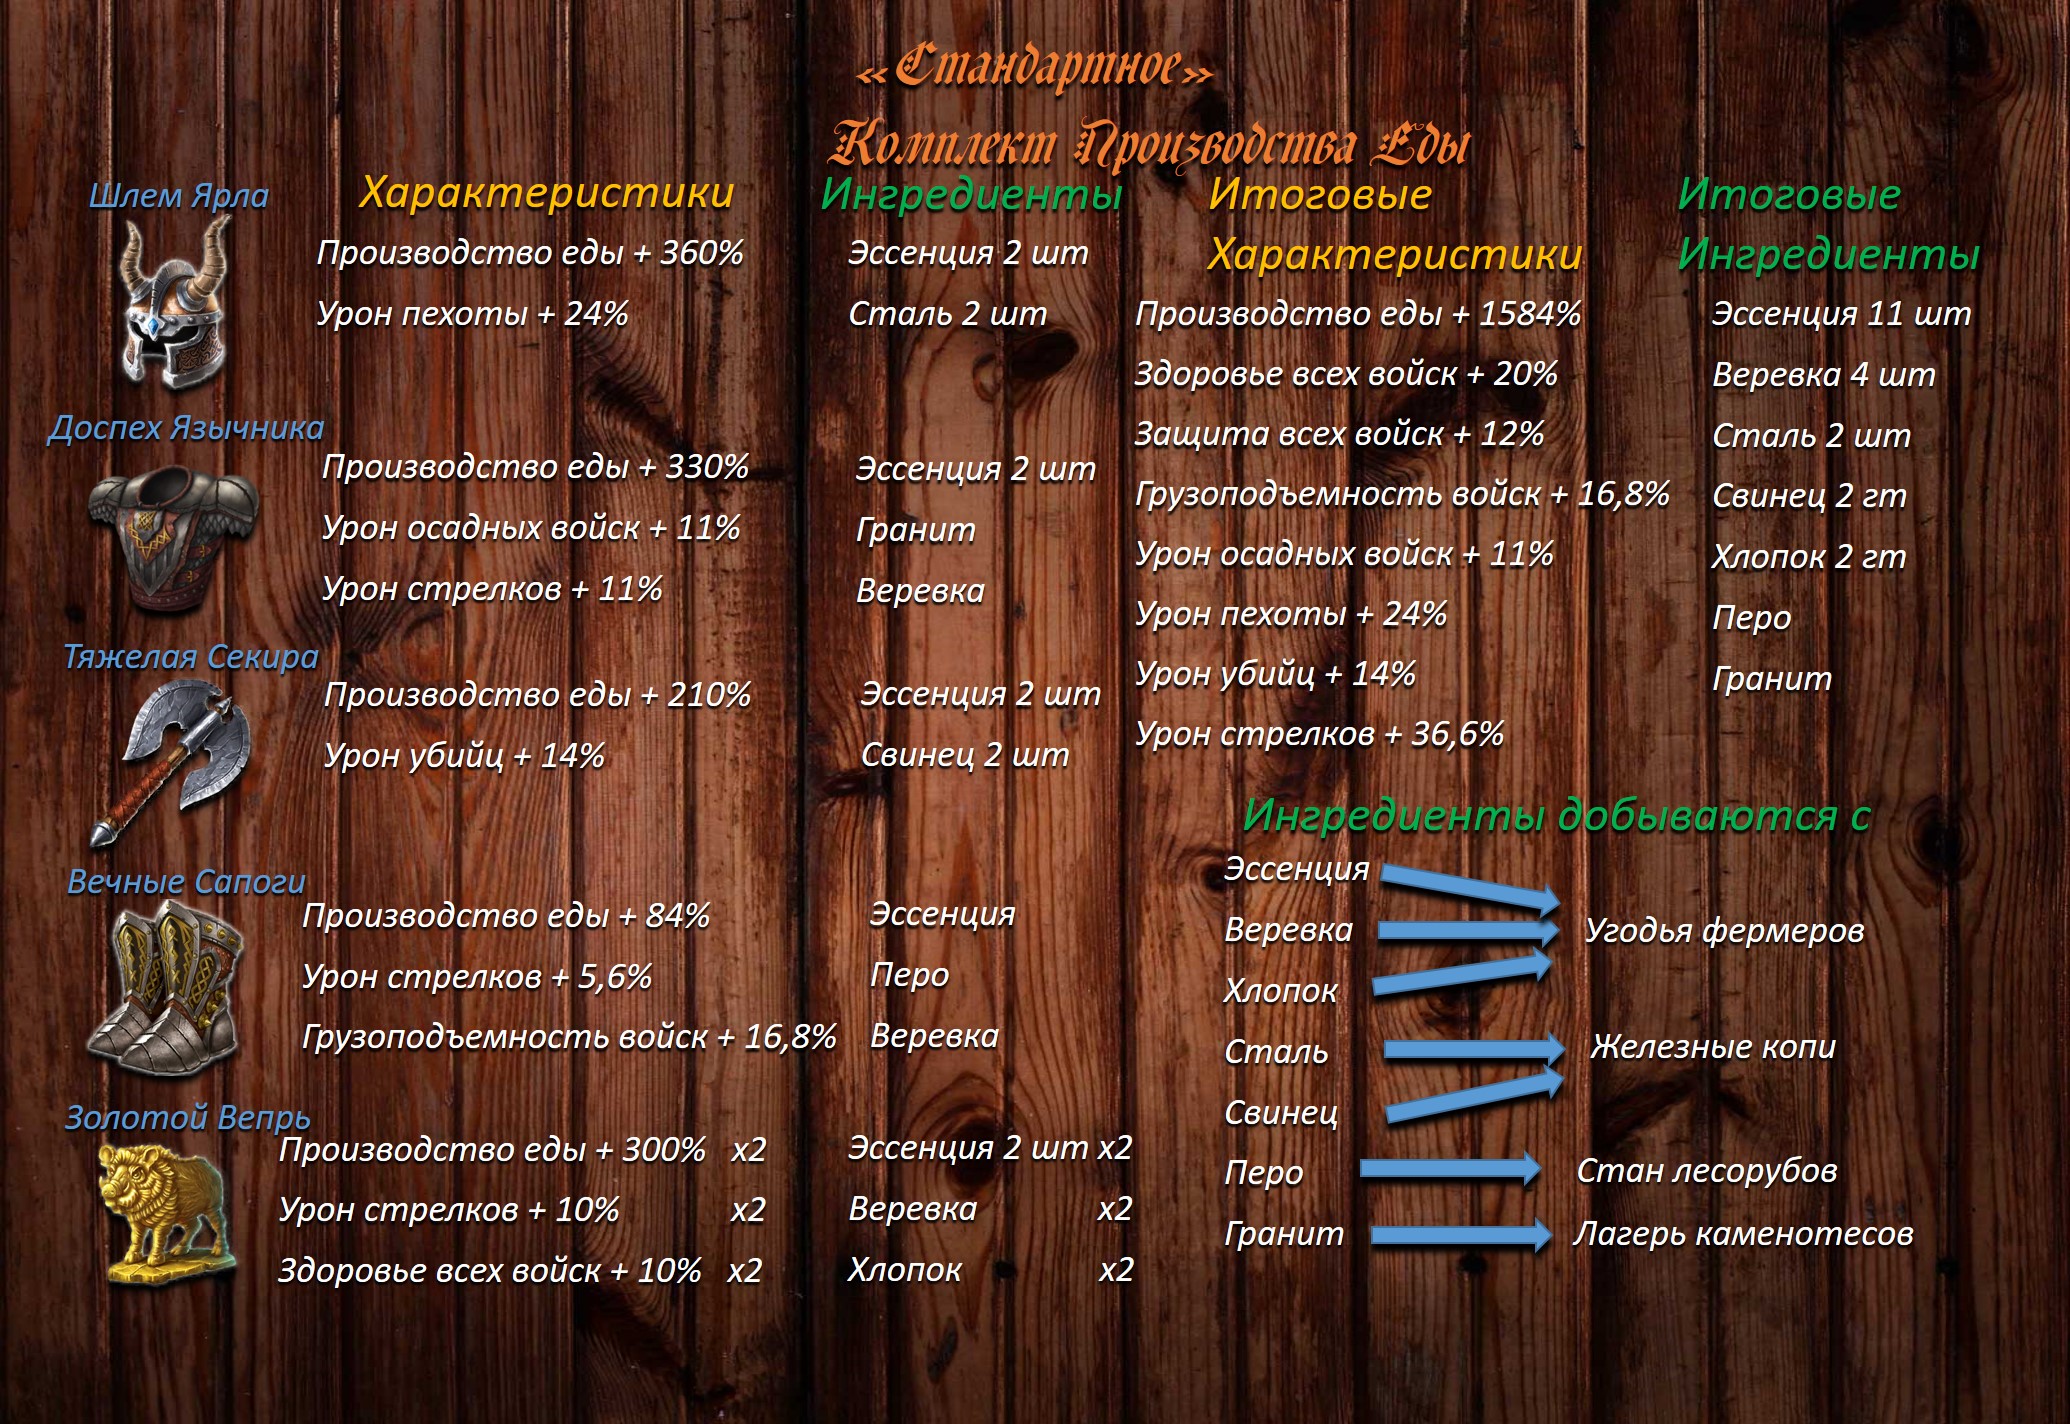 «Стандартное»
Комплект Производства Еды
Шлем Ярла
Характеристики
Производство еды + 360%
Урон пехоты + 24%
Ингредиенты
Эссенция 2 шт
Сталь 2 шт
Доспех Язычника
Производство еды + 330%
Урон осадных войск + 11%
Урон стрелков + 11%
Эссенция 2 шт
Гранит
Веревка
Тяжелая Секира
Производство еды + 210%
Урон убийц + 14%
Эссенция 2 шт
Свинец 2 шт
Вечные Сапоги
Производство еды + 84%
Урон стрелков + 5,6%
Грузоподъемность войск + 16,8%
Эссенция
Перо
Веревка
Золотой Вепрь
Производство еды + 300% x2
Урон стрелков + 10% x2
Здоровье всех войск + 10% x2
Эссенция 2 шт x2
Веревка x2
Хлопок x2
Итоговые
Характеристики
Производство еды + 1584%
Здоровье всех войск + 20%
Защита всех войск + 12%
Грузоподъемность войск + 16,8%
Урон осадных войск + 11%
Урон пехоты + 24%
Урон убийц + 14%
Урон стрелков + 36,6%
Итоговые
Ингредиенты
Эссенция 11 шт
Веревка 4 шт
Сталь 2 шт
Свинец 2 гт
Хлопок 2 гт
Перо
Гранит
Ингредиенты добываются с
Эссенция
Веревка
Хлопок
Угодья фермеров
Сталь
Свинец
Железные копи
Перо
Стан лесорубов
Гранит
Лагерь каменотесов